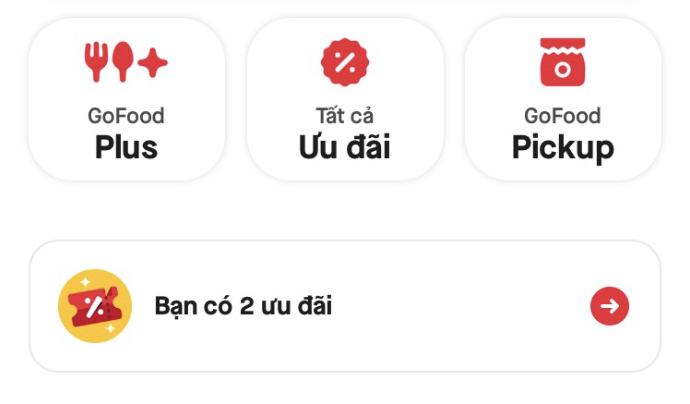 GoFood
Plus
Tất cả
Ưu đãi
GoFood
Pickup
Bạn có 2 ưu đãi